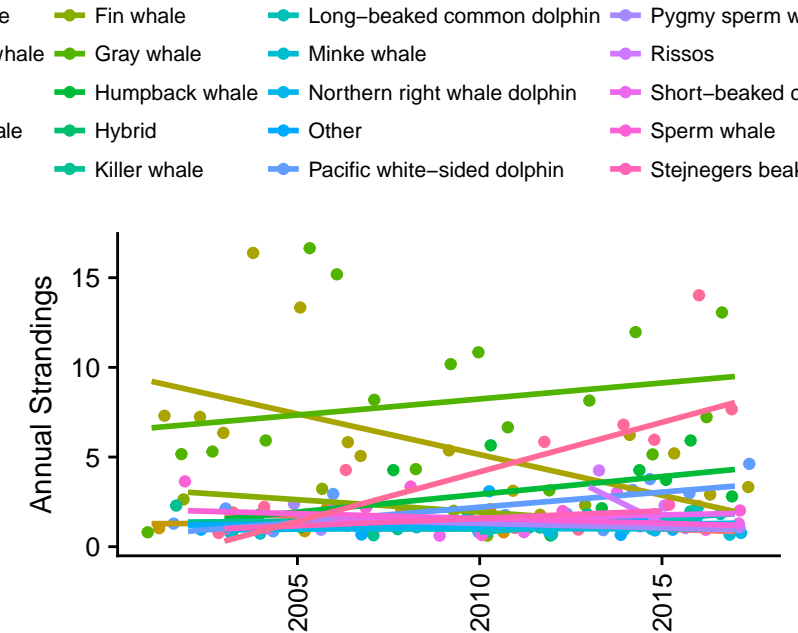 e Fin whale Long−beaked common dolphin Pygmy sperm w
whale Gray whale Minke whale Rissos
Humpback whale Northern right whale dolphin Short−beaked c
ale Hybrid Other Sperm whale
Killer whale Pacific white−sided dolphin Stejnegers beak
Annual Strandings
15
10
5
0
2005 2010 2015